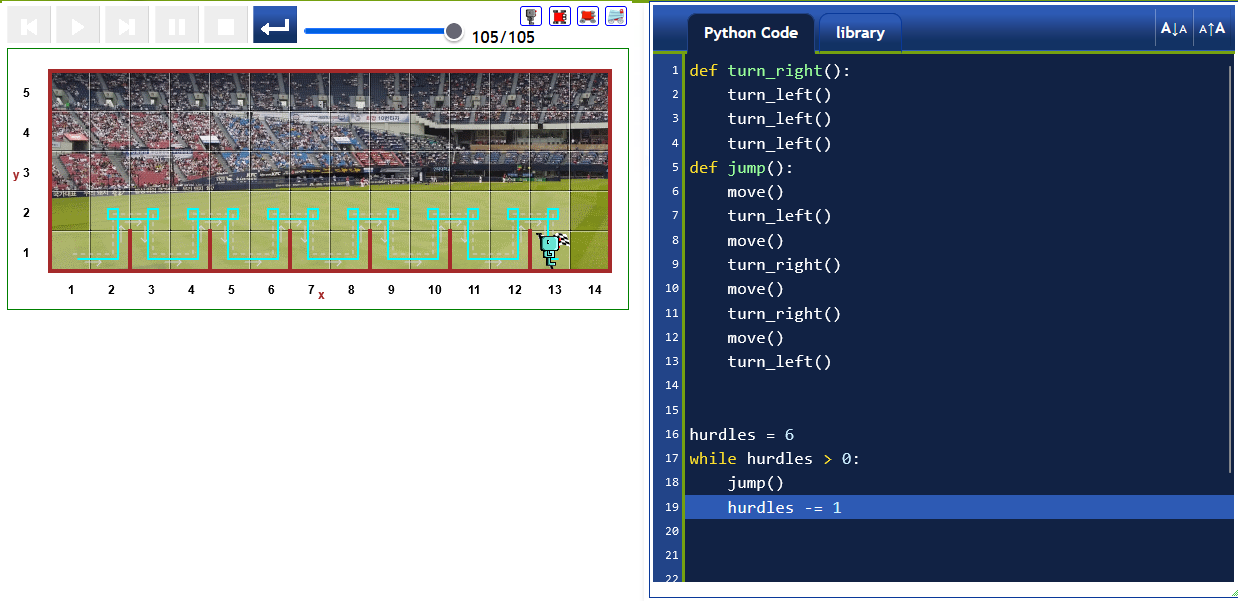 105/105
5
4
y 3
2
1
1 2 3 4 5 6 7 x 8 9 10 11 12 13 14
Python Code
library
A↓A A↑A
1 def turn_right():
2     turn_left()
3     turn_left()
4     turn_left()
5 def jump():
6     move()
7     turn_left()
8     move()
9     turn_right()
10     move()
11     turn_right()
12     move()
13     turn_left()
14
15
16 hurdles = 6
17 while hurdles > 0:
18     jump()
19     hurdles -= 1
20
21
22